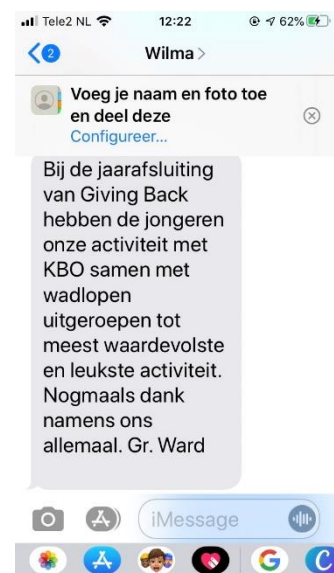 Tele2 NL 12:22 62%
2 Wilma
Voeg je naam en foto toe
en deel deze
Configureer...
Bij de jaarafsluiting
van Giving Back
hebben de jongeren
onze activiteit met
KBO samen met
wadlopen
uitgeroepen tot
meest waardevolste
en leukste activiteit.
Nogmaals dank
namens ons
allemaal. Gr. Ward
iMessage
G